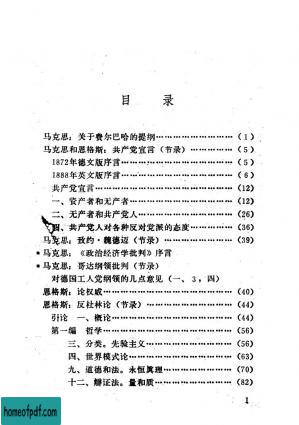 目 录
马克思：关于费尔巴哈的提纲……………………（1）
马克思和恩格斯：共产党宣言（节录）……………（5）
1872年德文版序言……………………………（5）
1888年英文版序言……………………………（6）
共产党宣言……………………………………（12）
一、资产者和无产者…………………………（12）
二、无产者和共产党人………………………（26）
四、共产党人对各种反对党派的态度…………（36）
马克思：致约·魏德迈（节录）…………………（39）
马克思：《政治经济学批判》序言
马克思：哥达纲领批判（节录）
对德国工人党纲领的几点意见（一、3，四）
恩格斯：论权威…………………………………（40）
恩格斯：反杜林论（节录）………………………（44）
引论 一、概论…………………………………（44）
第一编 哲学……………………………………（56）
三、分类。先验主义…………………………（56）
四、世界模式论………………………………（63）
九、道德和法。永恒真理……………………（70）
十二、辩证法。量和质………………………（82）
1
homeofpdf.com
homeofpdf.com